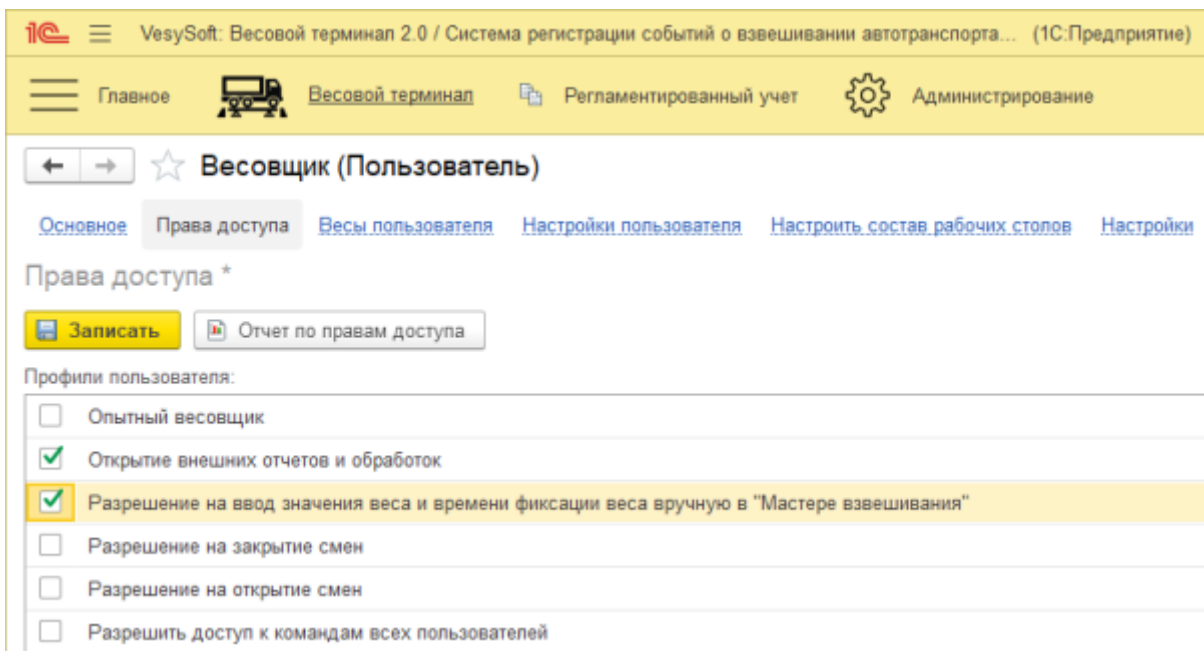 1С VesySoft: Весовой терминал 2.0 / Система регистрации событий о взвешивании автотранспорта... (1С:Предприятие)
Главное Весовой терминал Регламентированный учет Администрирование
Весовщик (Пользователь)
Основное Права доступа Весы пользователя Настройки пользователя Настроить состав рабочих столов Настройки
Права доступа *
Записать Отчет по правам доступа
Профили пользователя:
Опытный весовщик
Открытие внешних отчетов и обработок
Разрешение на ввод значения веса и времени фиксации веса вручную в "Мастере взвешивания"
Разрешение на закрытие смен
Разрешение на открытие смен
Разрешить доступ к командам всех пользователей